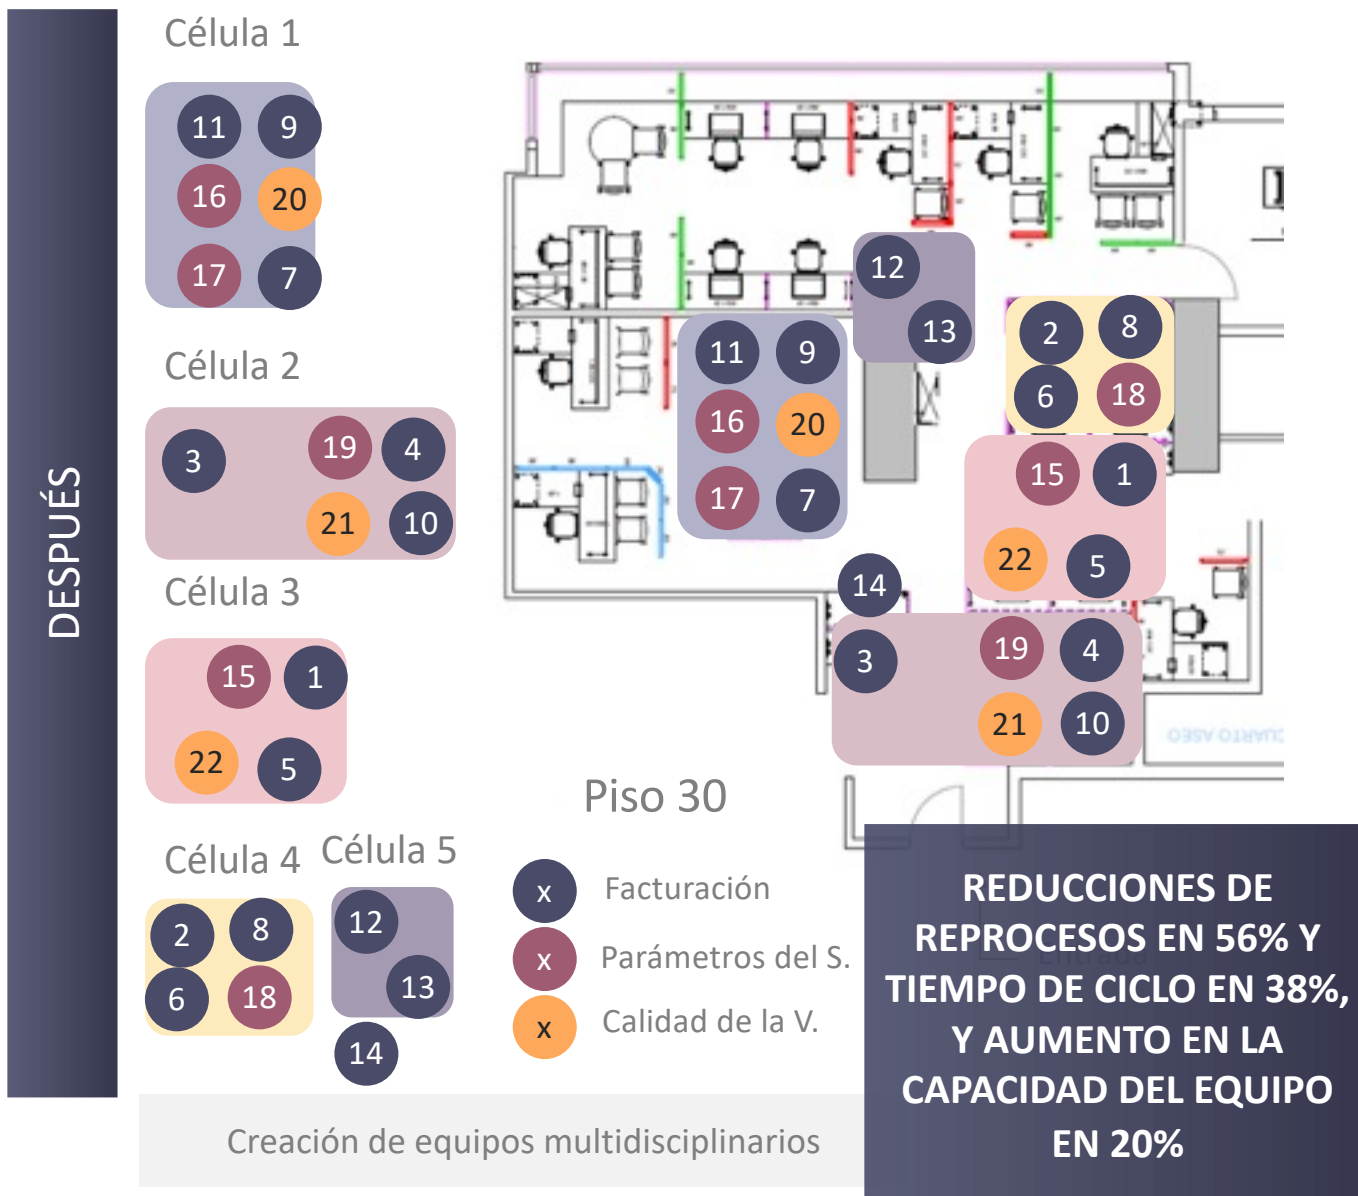 DESPUÉS
Célula 1
11 9
16 20
17 7
Célula 2
3 19 4
21 10
Célula 3
15 1
22 5
Célula 4
2 8
6 18
Célula 5
12
13
14
12
13
11 9
16 20
17 7
2 8
6 18
15 1
22 5
14
3 19 4
21 10
CUARTO ASEO
Piso 30
x Facturación
x Parámetros del S.
x Calidad de la V.
Entrada
REDUCCIONES DE
REPROCESOS EN 56% Y
TIEMPO DE CICLO EN 38%,
Y AUMENTO EN LA
CAPACIDAD DEL EQUIPO
EN 20%
Creación de equipos multidisciplinarios